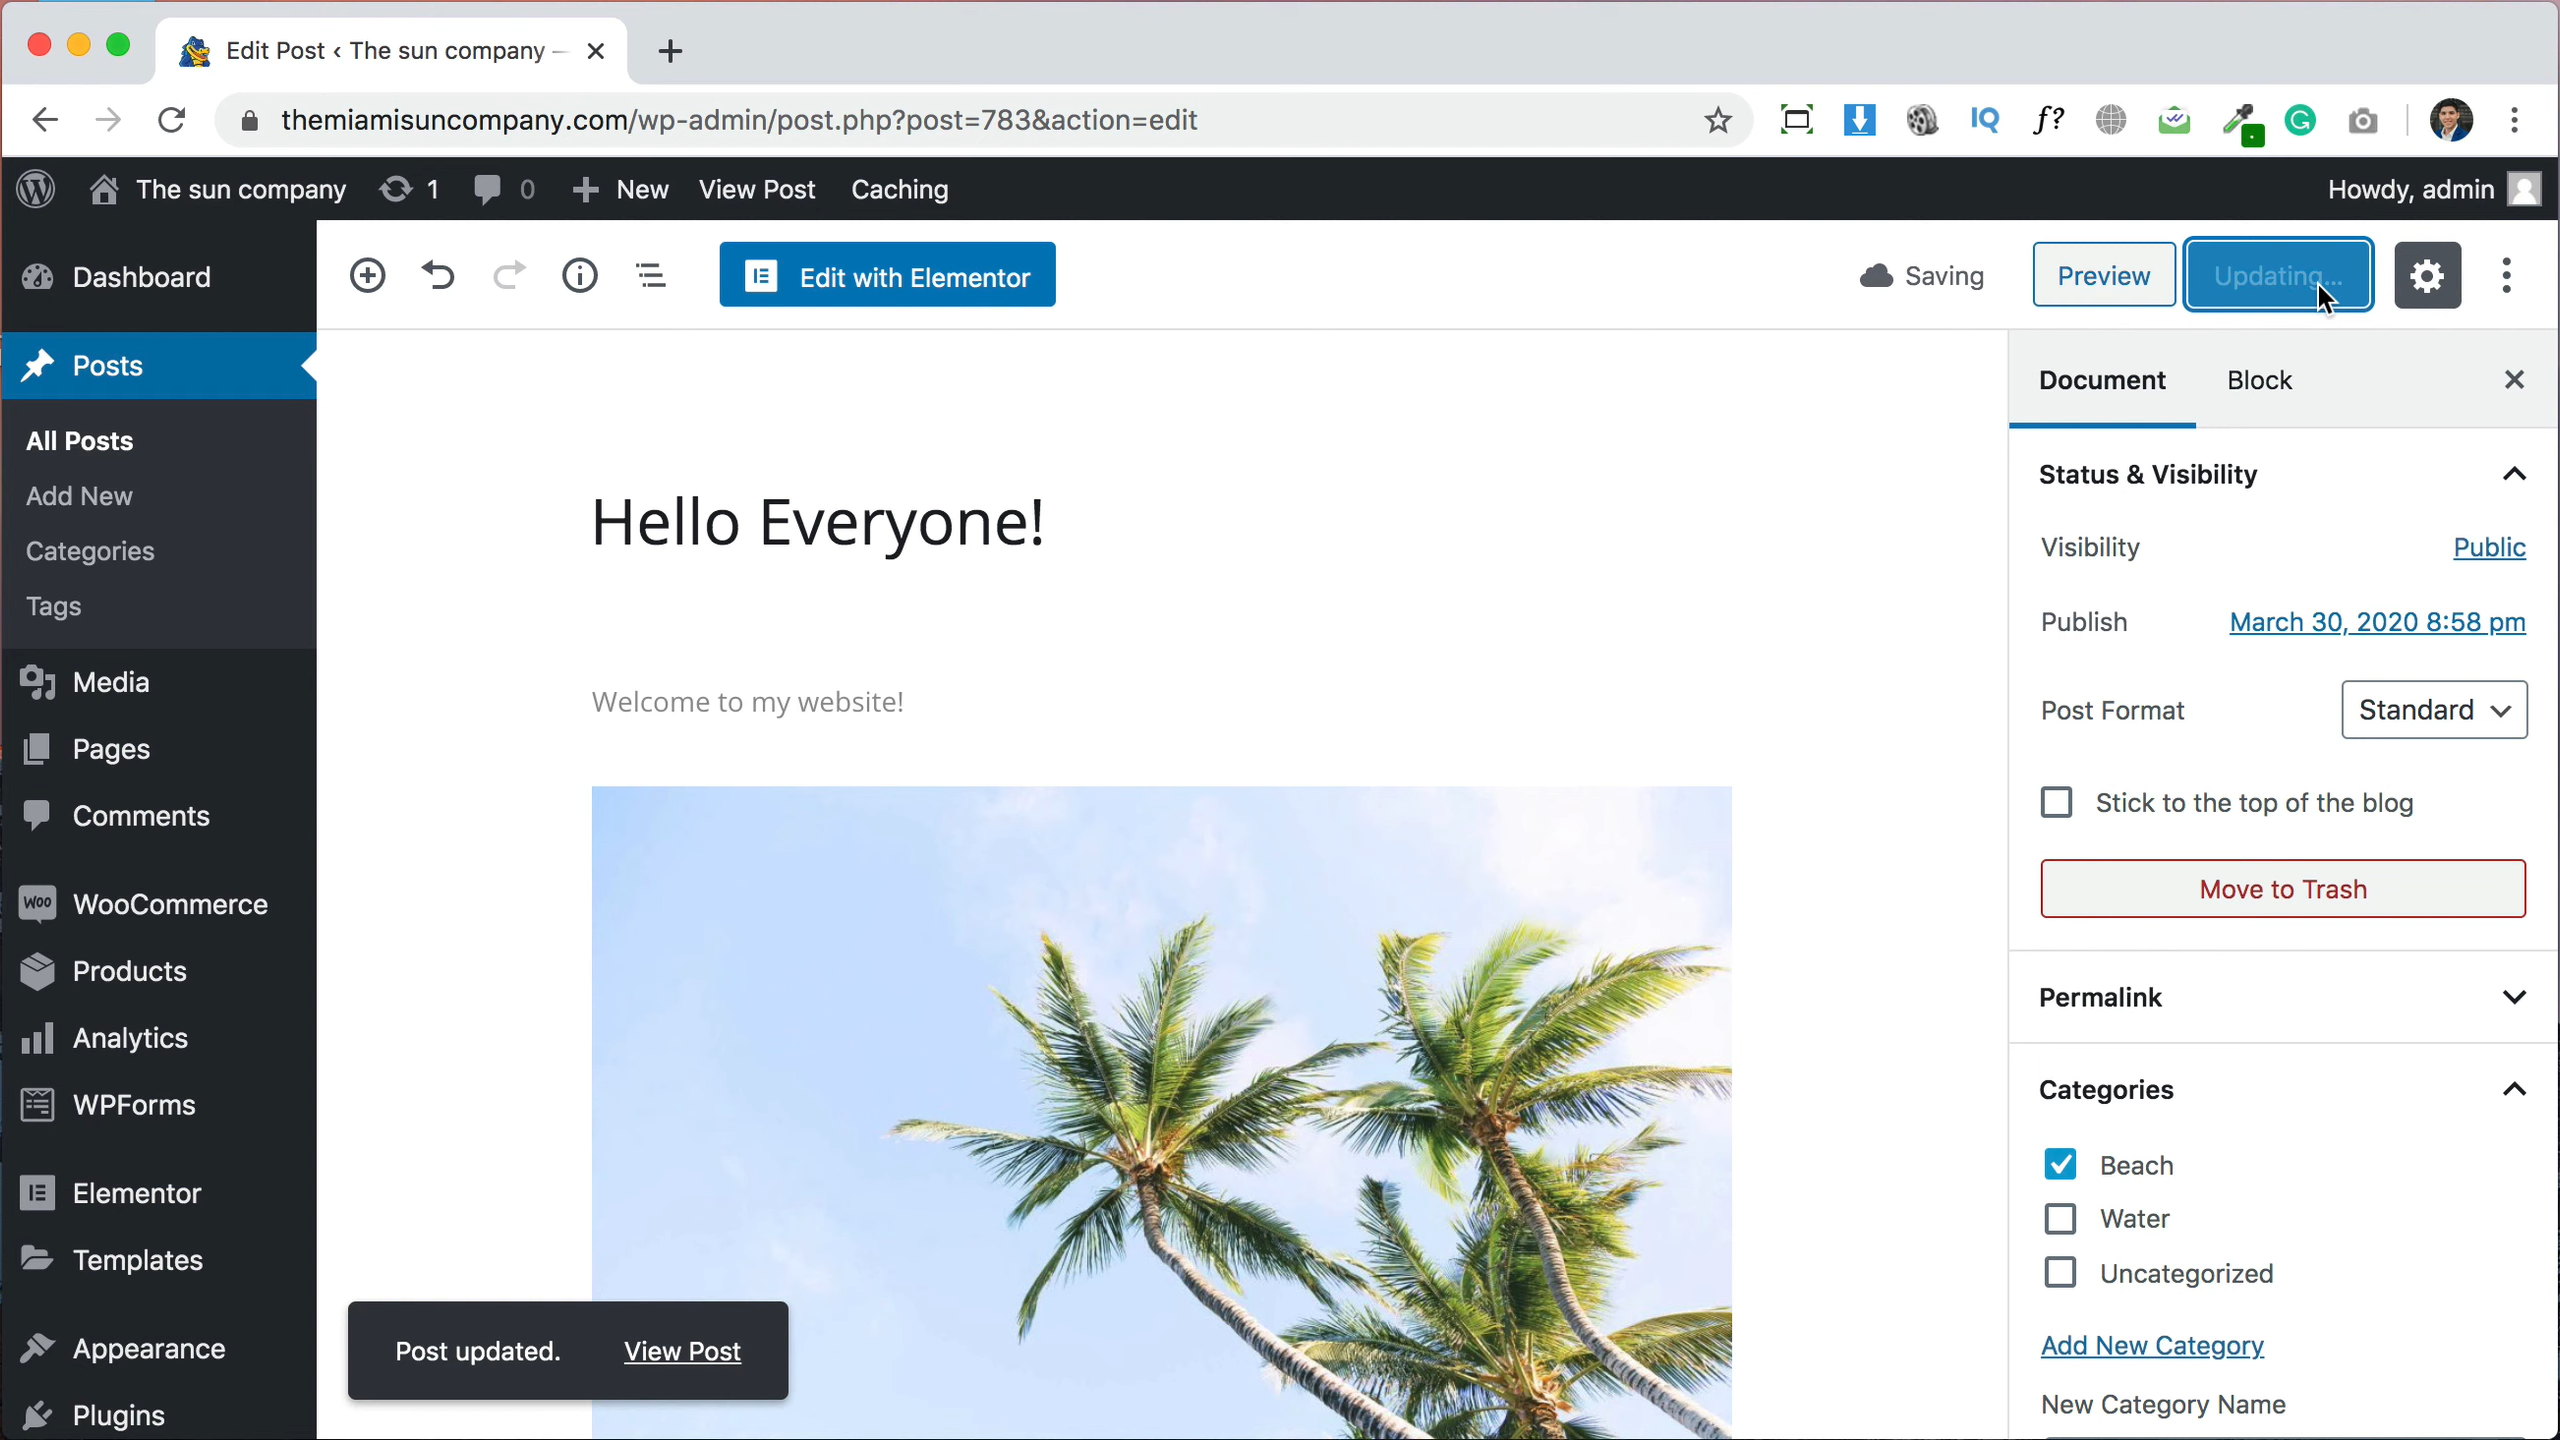 Edit Post ‹ The sun company —
themiamisuncompany.com/wp-admin/post.php?post=783&action=edit
IQ
f?
The sun company
1
0
New
View Post
Caching
Howdy, admin
Dashboard
Posts
All Posts
Add New
Categories
Tags
Media
Pages
Comments
Woo
WooCommerce
Products
Analytics
WPForms
Elementor
Templates
Appearance
Plugins
Edit with Elementor
Saving
Preview
Updating...
Hello Everyone!
Welcome to my website!
Post updated. View Post
Document
Block
Status & Visibility
Visibility Public
Publish March 30, 2020 8:58 pm
Post Format Standard
Stick to the top of the blog
Move to Trash
Permalink
Categories
Beach
Water
Uncategorized
Add New Category
New Category Name